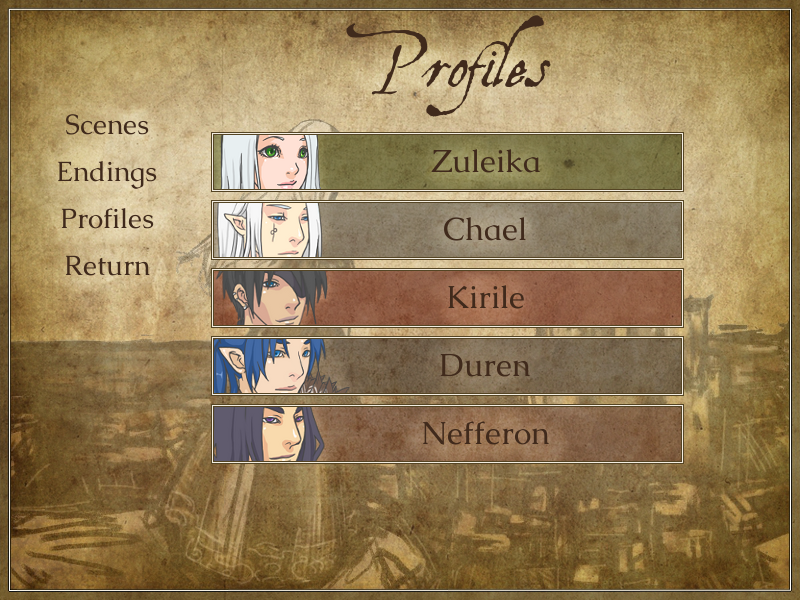 Profiles
Scenes
Endings
Profiles
Return
Zuleika
Chael
Kirile
Duren
Nefferon